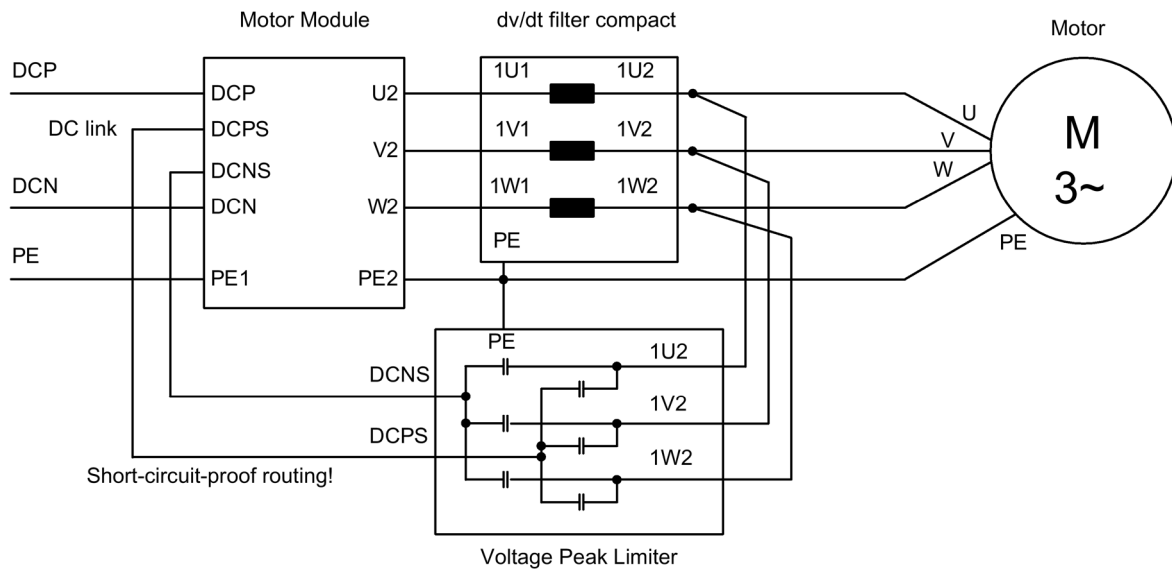 Motor Module
dv/dt filter compact
Motor
DCP
DCP
U2
1U1
1U2
U
DC link
DCPS
1V1
1V2
V
M
DCNS
V2
W
3~
DCN
DCN
W2
1W1
1W2
PE
PE
PE
PE1
PE2
PE
1U2
DCNS
1V2
DCPS
1W2
Short-circuit-proof routing!
Voltage Peak Limiter